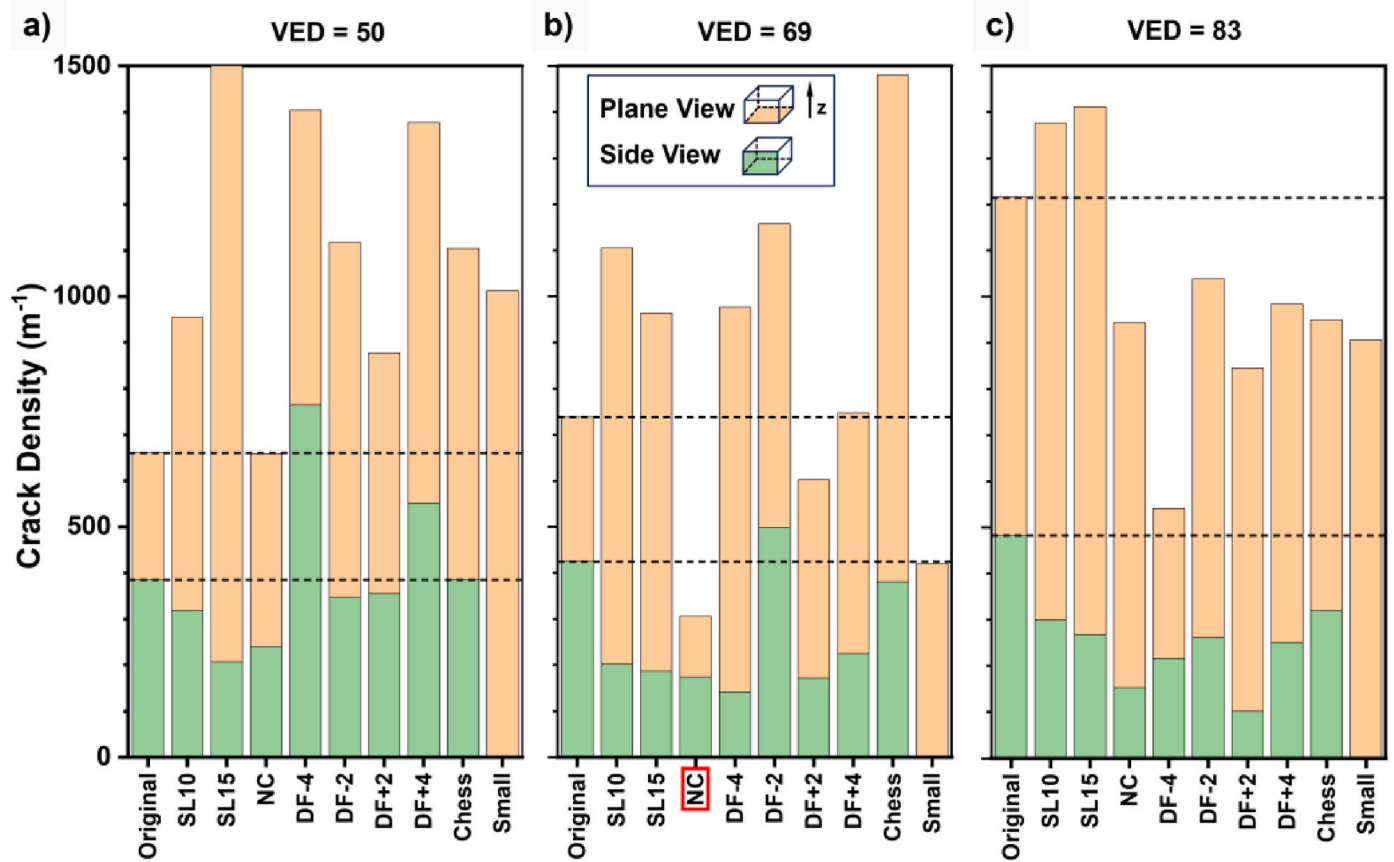 a)
VED = 50
b)
VED = 69
c)
VED = 83
Crack Density (m⁻¹)
1500
1000
500
0
Plane View
z
Side View
Original
SL10
SL15
NC
DF-4
DF-2
DF+2
DF+4
Chess
Small
Original
SL10
SL15
NC
DF-4
DF-2
DF+2
DF+4
Chess
Small
Original
SL10
SL15
NC
DF-4
DF-2
DF+2
DF+4
Chess
Small